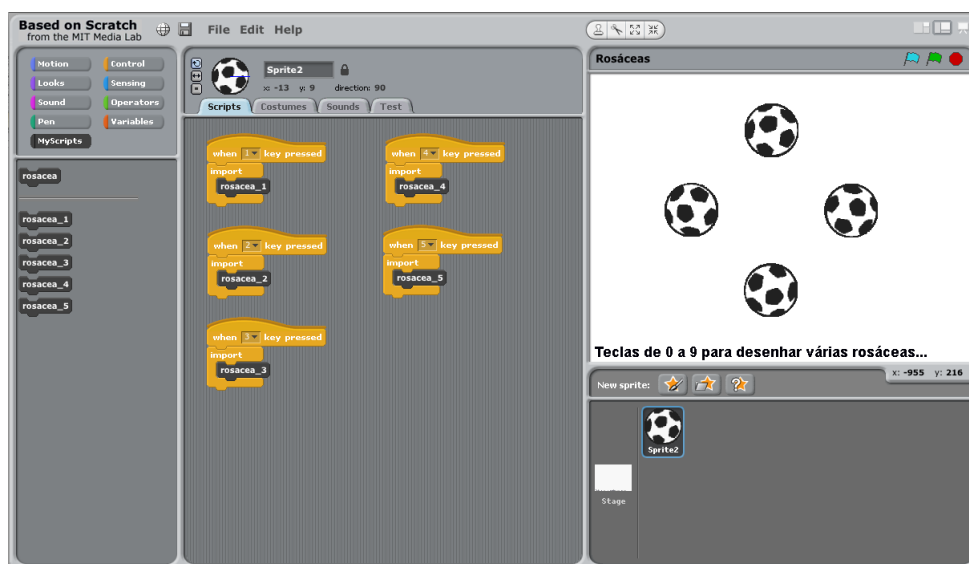 Based on Scratch
from the MIT Media Lab
File Edit Help
Motion Control
Looks Sensing
Sound Operators
Pen Variables
MyScripts
rosacea
rosacea_1
rosacea_2
rosacea_3
rosacea_4
rosacea_5
Sprite2
x: -13 y: 9 direction: 90
Scripts Costumes Sounds Test
when 1 key pressed
import
rosacea_1
when 2 key pressed
import
rosacea_2
when 3 key pressed
import
rosacea_3
when 4 key pressed
import
rosacea_4
when 5 key pressed
import
rosacea_5
Rosáceas
Teclas de 0 a 9 para desenhar várias rosáceas...
x: -955 y: 216
New sprite:
Sprite2
Stage